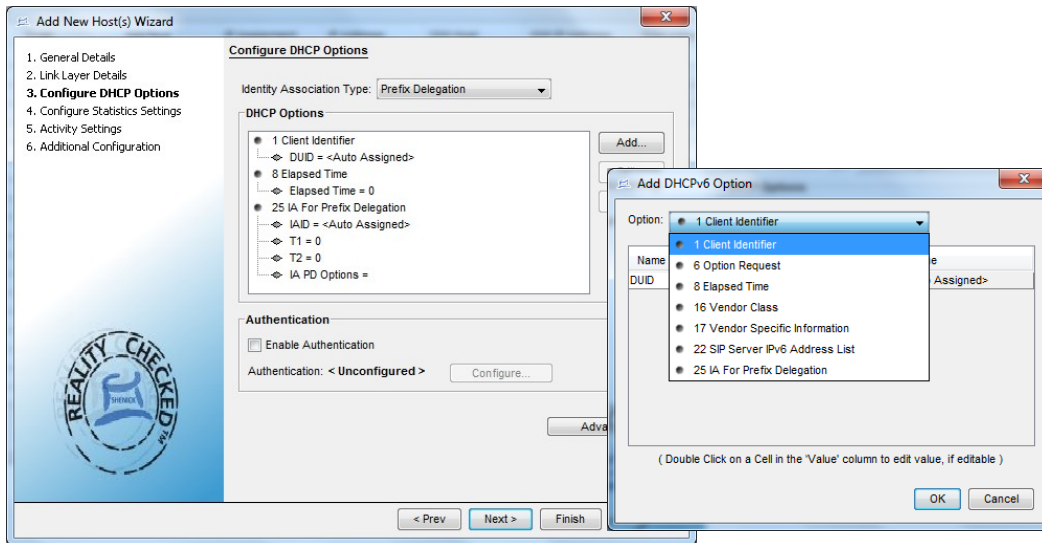 Add New Host(s) Wizard
1. General Details
2. Link Layer Details
3. Configure DHCP Options
4. Configure Statistics Settings
5. Activity Settings
6. Additional Configuration
REALITY CHECKED™
SHENICK
Configure DHCP Options
Identity Association Type: Prefix Delegation
DHCP Options
1 Client Identifier
DUID = <Auto Assigned>
8 Elapsed Time
Elapsed Time = 0
25 IA For Prefix Delegation
IAID = <Auto Assigned>
T1 = 0
T2 = 0
IA PD Options =
Add...
Authentication
Enable Authentication
Authentication: < Unconfigured > Configure...
< Prev Next > Finish
Add DHCPv6 Option
Option: 1 Client Identifier
1 Client Identifier
6 Option Request
8 Elapsed Time
16 Vendor Class
17 Vendor Specific Information
22 SIP Server IPv6 Address List
25 IA For Prefix Delegation
Name
DUID Assigned>
( Double Click on a Cell in the 'Value' column to edit value, if editable )
OK Cancel